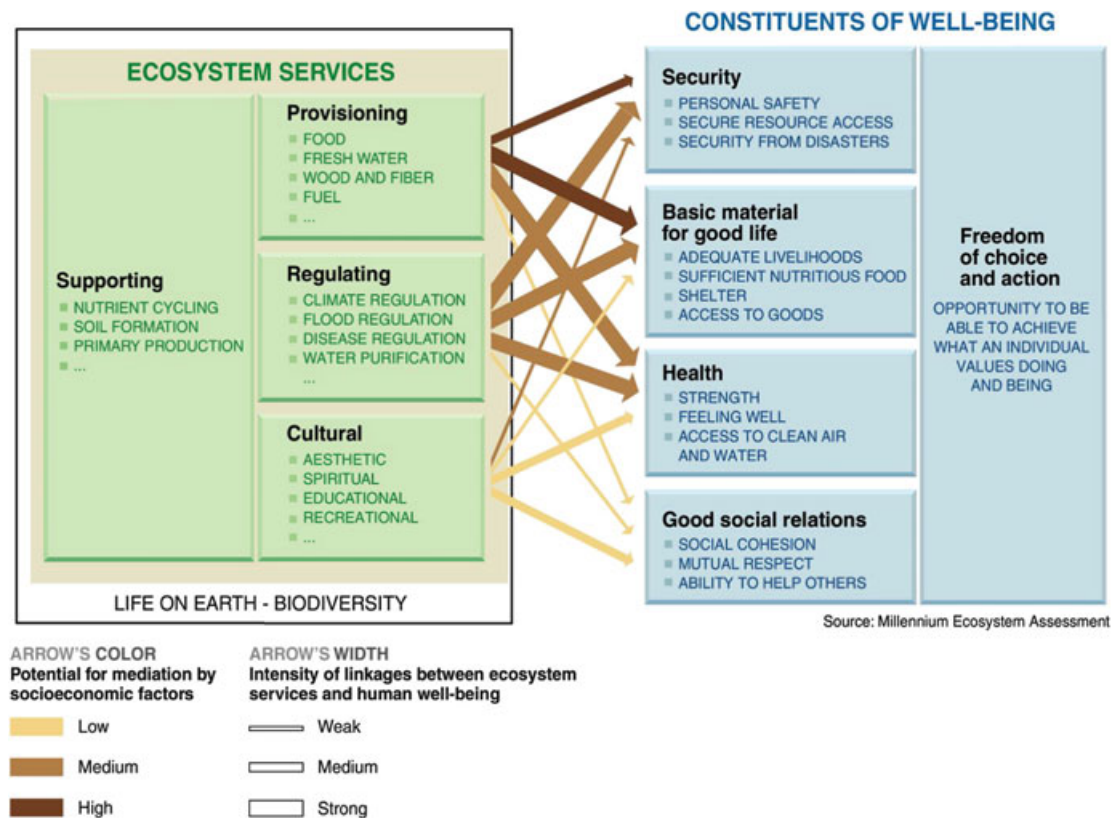 CONSTITUENTS OF WELL-BEING
ECOSYSTEM SERVICES
Supporting
NUTRIENT CYCLING
SOIL FORMATION
PRIMARY PRODUCTION
...
Provisioning
FOOD
FRESH WATER
WOOD AND FIBER
FUEL
...
Regulating
CLIMATE REGULATION
FLOOD REGULATION
DISEASE REGULATION
WATER PURIFICATION
...
Cultural
AESTHETIC
SPIRITUAL
EDUCATIONAL
RECREATIONAL
...
LIFE ON EARTH - BIODIVERSITY
Security
PERSONAL SAFETY
SECURE RESOURCE ACCESS
SECURITY FROM DISASTERS
Basic material
for good life
ADEQUATE LIVELIHOODS
SUFFICIENT NUTRITIOUS FOOD
SHELTER
ACCESS TO GOODS
Health
STRENGTH
FEELING WELL
ACCESS TO CLEAN AIR
AND WATER
Good social relations
SOCIAL COHESION
MUTUAL RESPECT
ABILITY TO HELP OTHERS
Freedom
of choice
and action
OPPORTUNITY TO BE
ABLE TO ACHIEVE
WHAT AN INDIVIDUAL
VALUES DOING
AND BEING
Source: Millennium Ecosystem Assessment
ARROW'S COLOR
Potential for mediation by
socioeconomic factors
Low
Medium
High
ARROW'S WIDTH
Intensity of linkages between ecosystem
services and human well-being
Weak
Medium
Strong